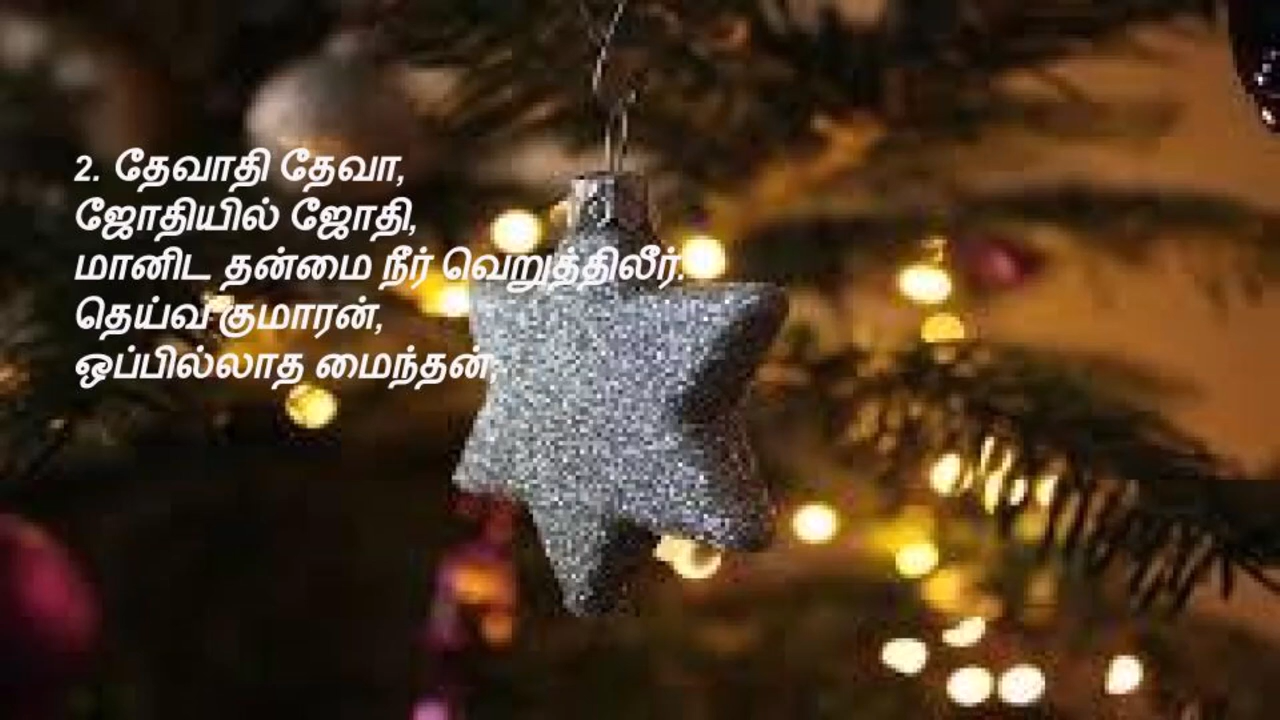 2. தேவாதி தேவா,
ஜோதியில் ஜோதி,
மானிட தன்மை நீர் வெறுத்திலீர்.
தெய்வ குமாரன்,
ஒப்பில்லாத மைந்தன்,